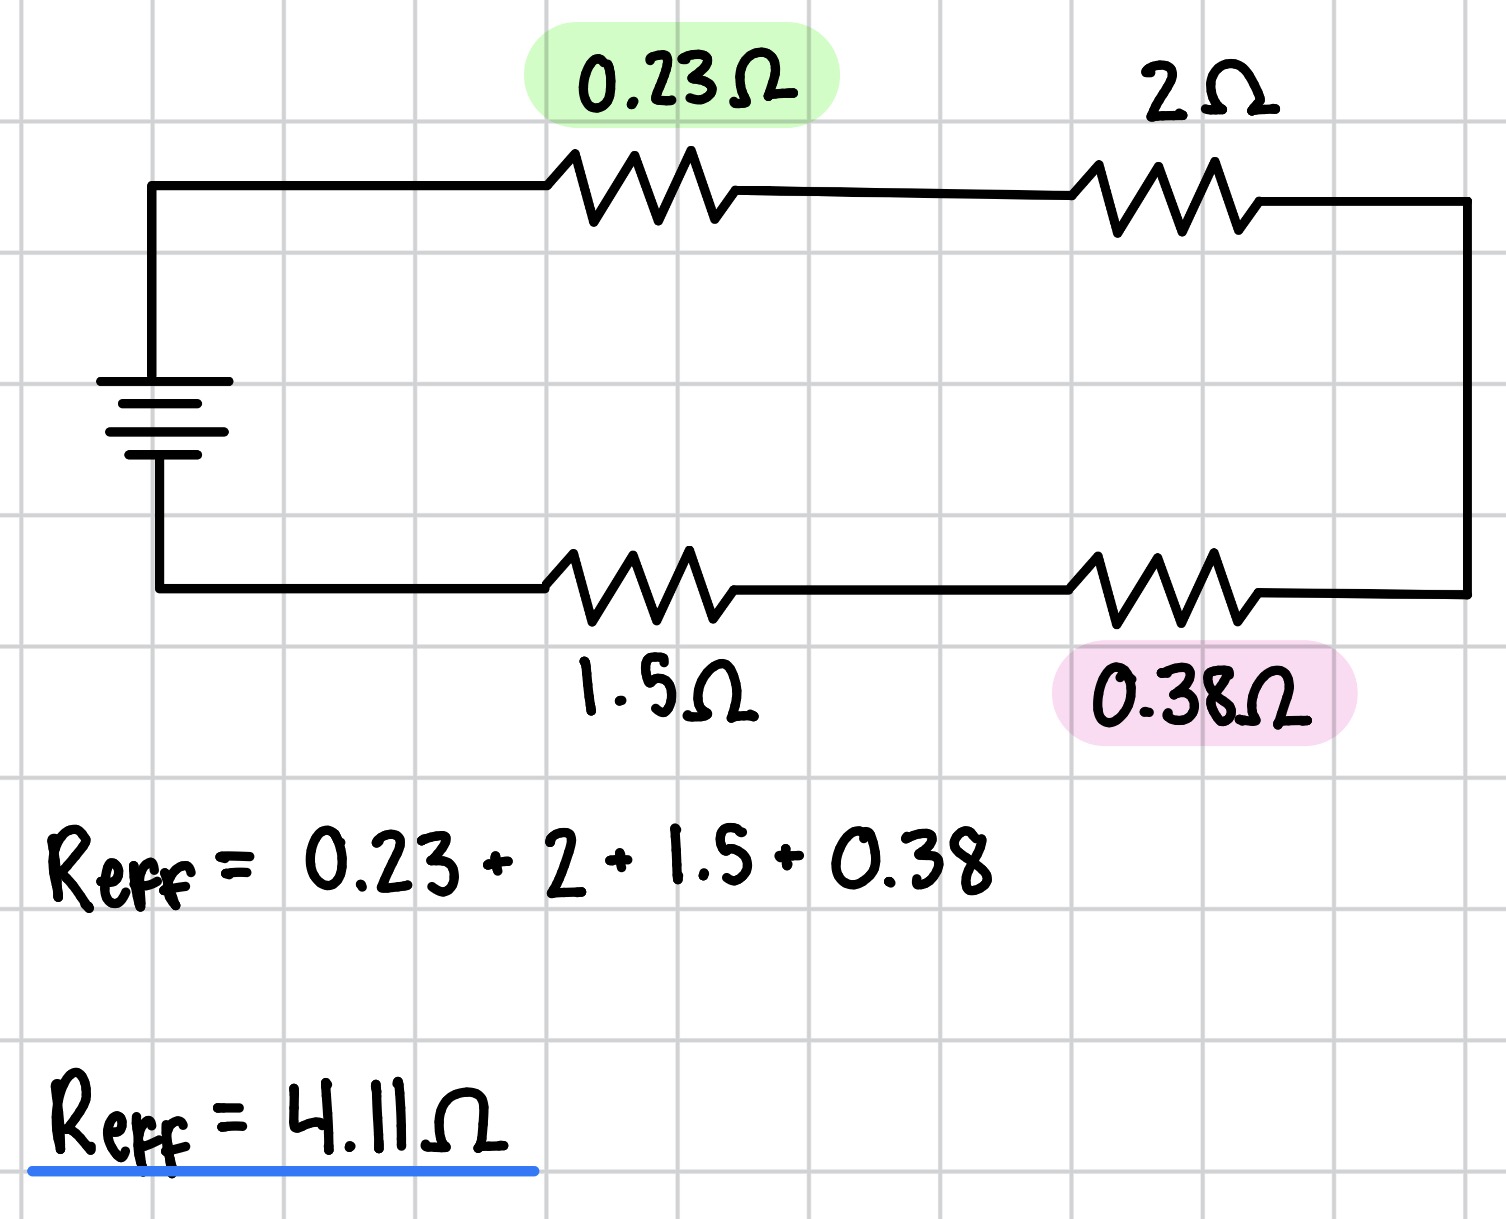 0.23Ω
2Ω
1.5Ω
0.38Ω
Reff = 0.23 + 2 + 1.5 + 0.38
Reff = 4.11Ω